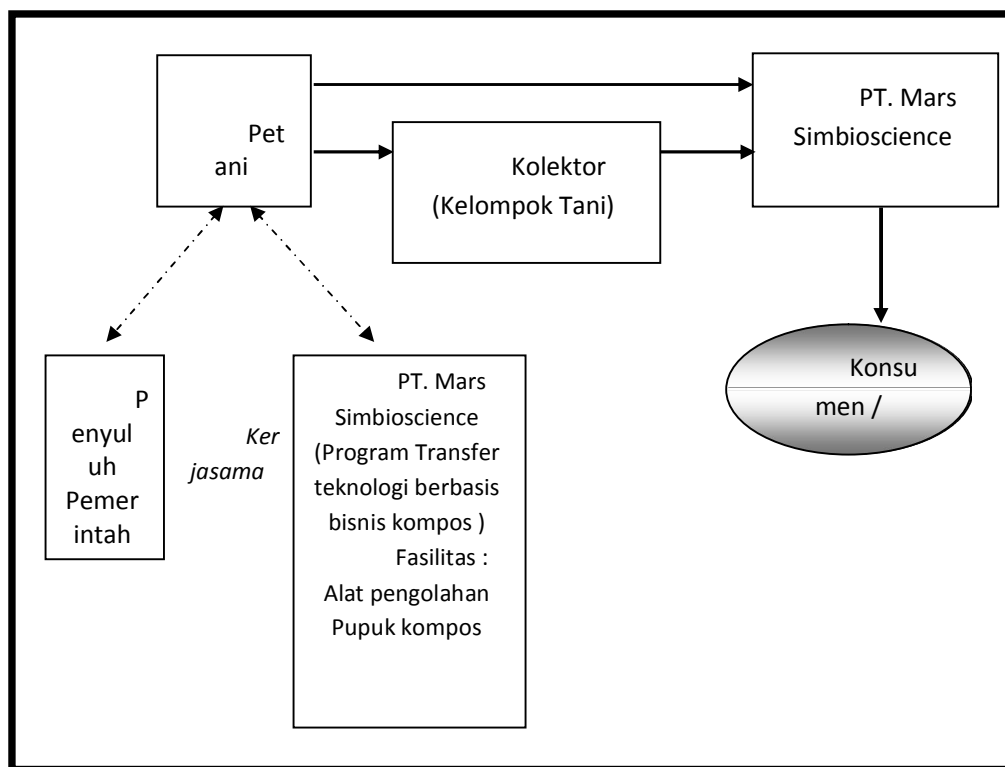 Pet
ani
Kolektor
(Kelompok Tani)
PT. Mars
Simbioscience
P
enyul
uh
Pemer
intah
Ker
jasama
PT. Mars
Simbioscience
(Program Transfer
teknologi berbasis
bisnis kompos )
Fasilitas :
Alat pengolahan
Pupuk kompos
Konsu
men /